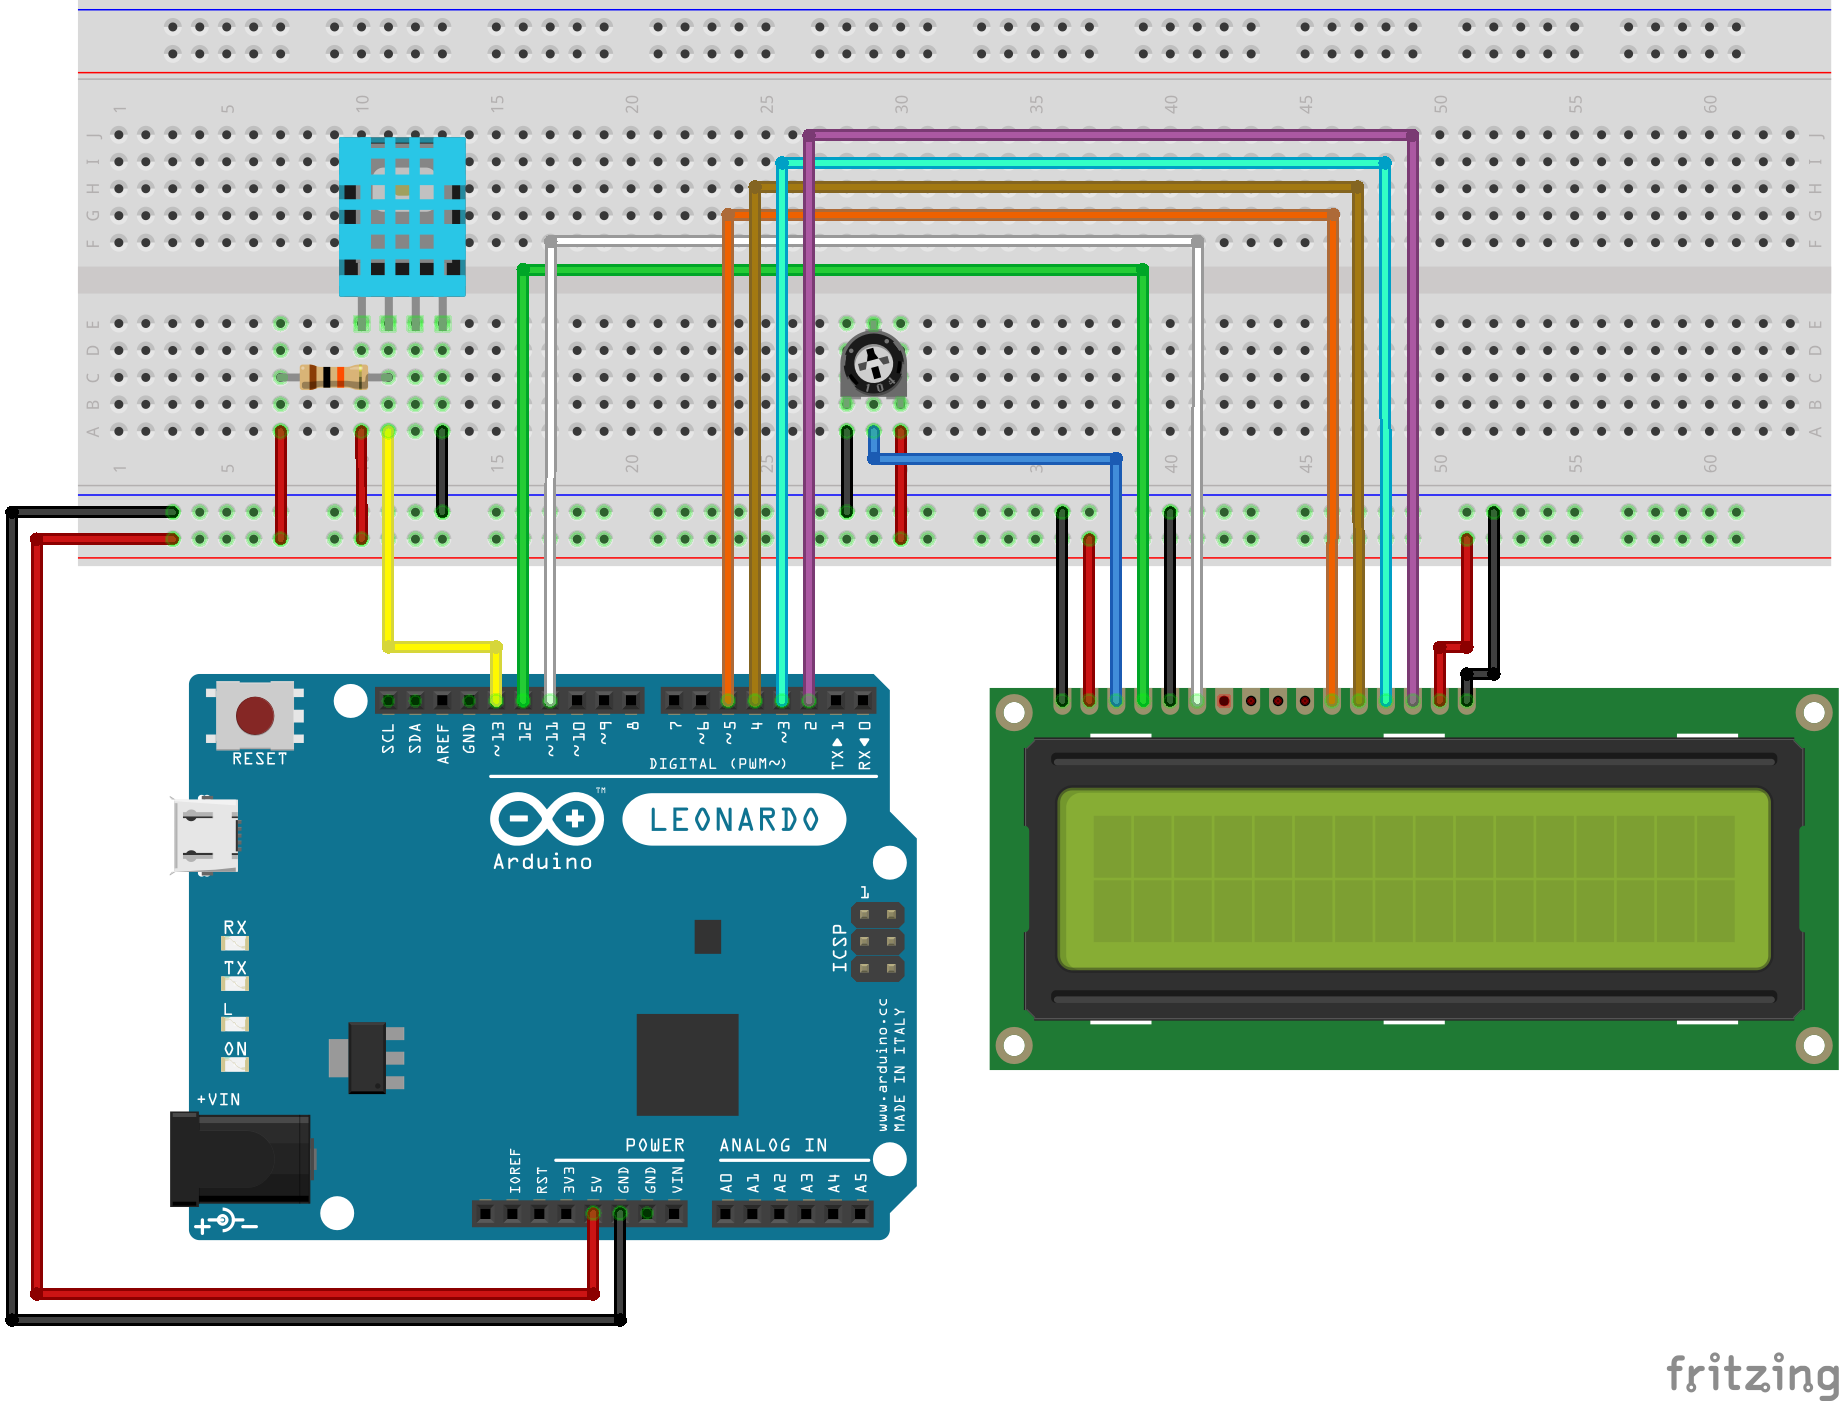 1 5 10 15 20 25 30 35 40 45 50 55 60
J J
I I
H H
G G
F F
E E
D D
C C
B B
A A
104
1 5 15 20 25 35 40 45 50 55 60
RESET
SCL SDA AREF GND ~13 12 ~11 ~10 ~9 8 7 ~6 ~5 4 ~3 2 TX▶1 RX◀0
DIGITAL (PWM~)
TM
LEONARDO
Arduino
1
ICSP
RX
TX
L
ON
+VIN
www.arduino.cc
MADE IN ITALY
POWER ANALOG IN
IOREF RST 3V3 5V GND GND VIN A0 A1 A2 A3 A4 A5
fritzing